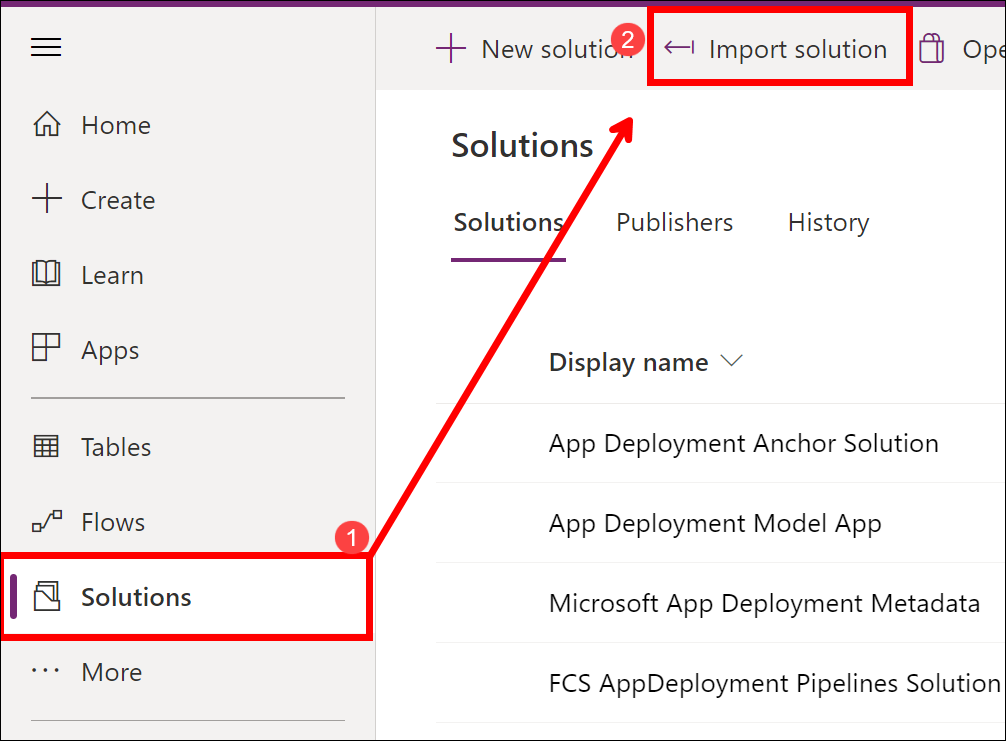 New solution
2
Import solution
Ope
Home
Create
Learn
Apps
Tables
Flows
1
Solutions
More
Solutions
Solutions
Publishers
History
Display name
App Deployment Anchor Solution
App Deployment Model App
Microsoft App Deployment Metadata
FCS AppDeployment Pipelines Solution